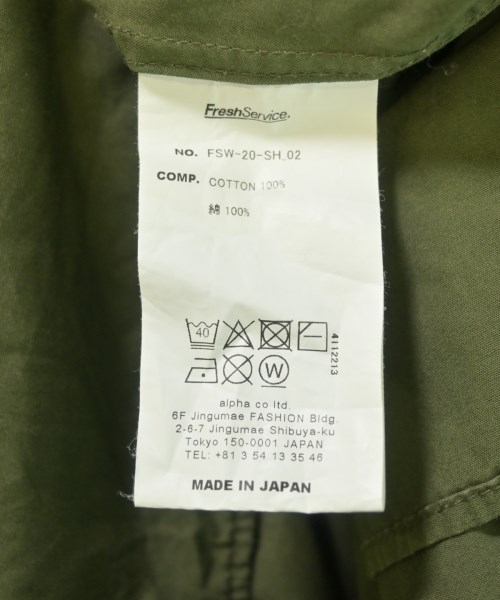 FreshService®
NO. FSW-20-SH_02
COMP. COTTON 100%
綿 100%
40
W
4112213
alpha co ltd.
6F Jingumae FASHION Bldg.
2-6-7 Jingumae Shibuya-ku
Tokyo 150-0001 JAPAN
TEL: +81 3 54 13 35 46
MADE IN JAPAN